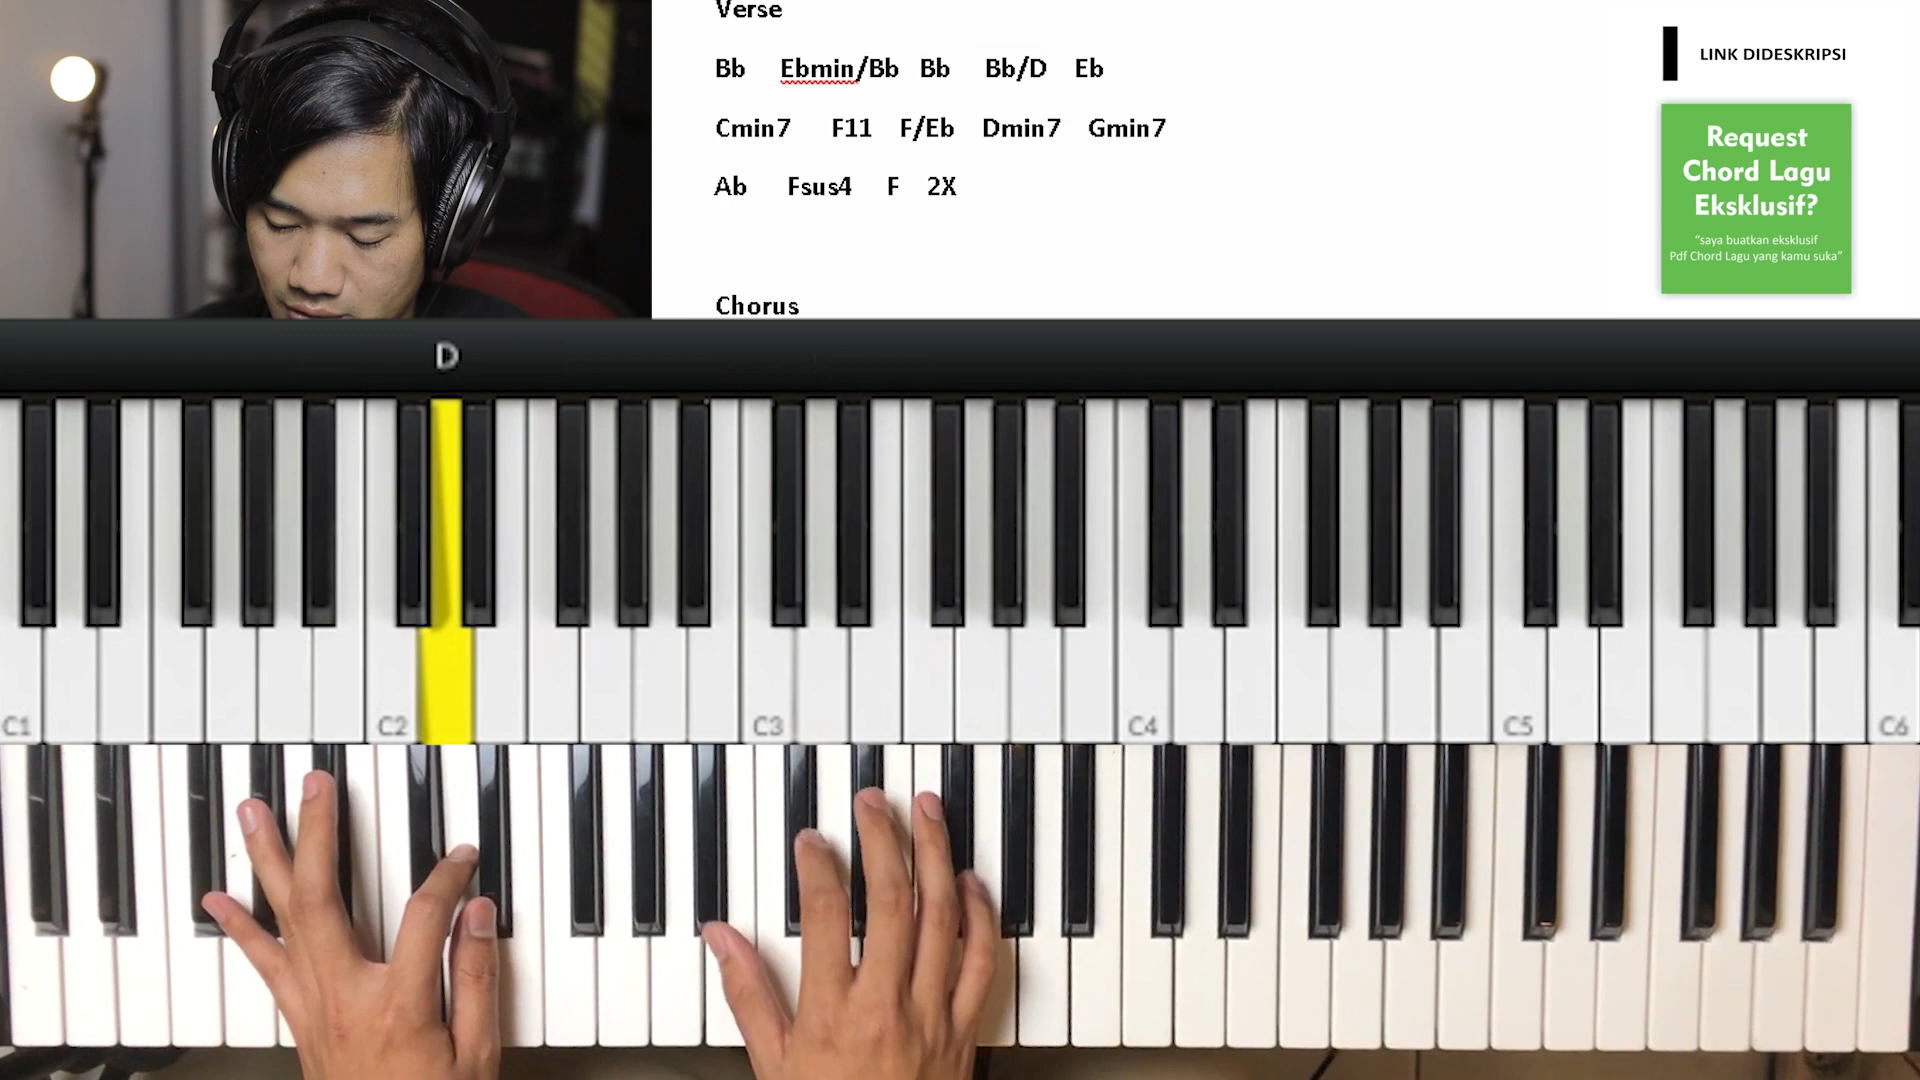 Verse
Bb Ebmin/Bb Bb Bb/D Eb
Cmin7 F11 F/Eb Dmin7 Gmin7
Ab Fsus4 F 2X
Chorus
LINK DIDESKRIPSI
Request
Chord Lagu
Eksklusif?
“saya buatkan eksklusif
Pdf Chord Lagu yang kamu suka”
D
C1 C2 C3 C4 C5 C6